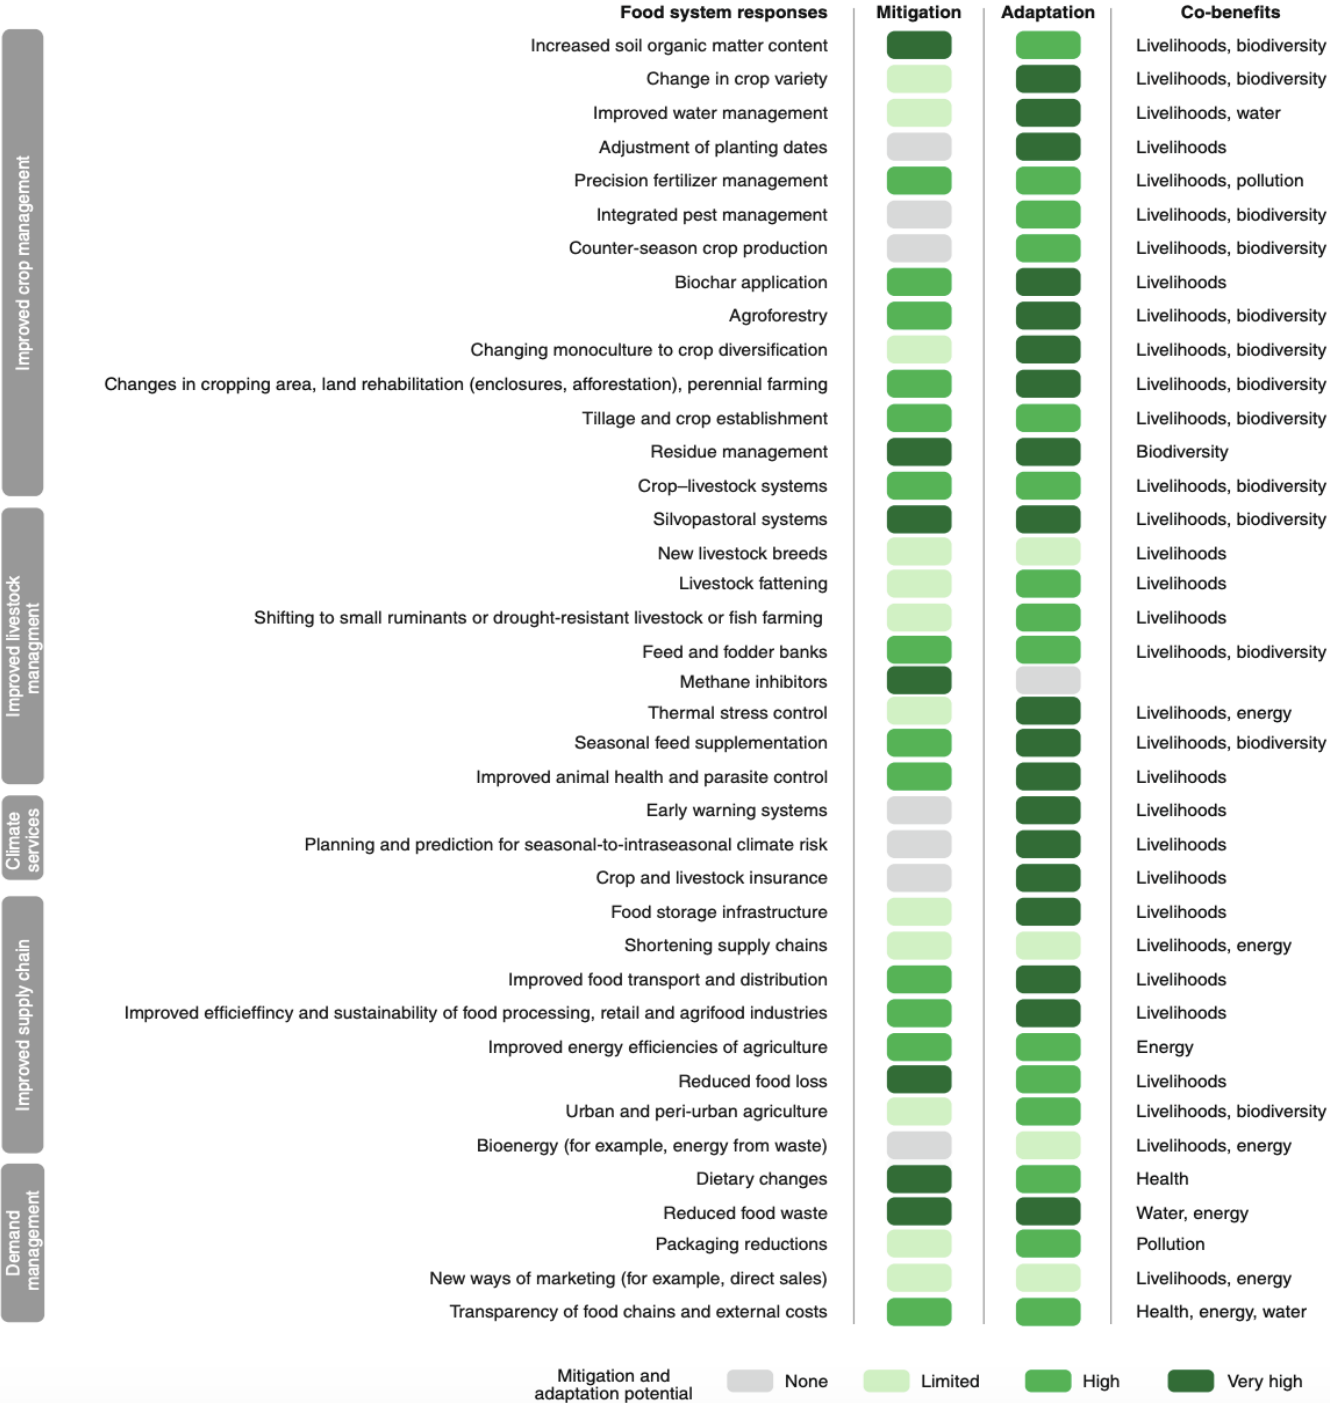 Food system responses Mitigation Adaptation Co-benefits
Improved crop management
Increased soil organic matter content Livelihoods, biodiversity
Change in crop variety Livelihoods, biodiversity
Improved water management Livelihoods, water
Adjustment of planting dates Livelihoods
Precision fertilizer management Livelihoods, pollution
Integrated pest management Livelihoods, biodiversity
Counter-season crop production Livelihoods, biodiversity
Biochar application Livelihoods
Agroforestry Livelihoods, biodiversity
Changing monoculture to crop diversification Livelihoods, biodiversity
Changes in cropping area, land rehabilitation (enclosures, afforestation), perennial farming Livelihoods, biodiversity
Tillage and crop establishment Livelihoods, biodiversity
Residue management Biodiversity
Crop–livestock systems Livelihoods, biodiversity
Improved livestock
managment
Silvopastoral systems Livelihoods, biodiversity
New livestock breeds Livelihoods
Livestock fattening Livelihoods
Shifting to small ruminants or drought-resistant livestock or fish farming Livelihoods
Feed and fodder banks Livelihoods, biodiversity
Methane inhibitors
Thermal stress control Livelihoods, energy
Seasonal feed supplementation Livelihoods, biodiversity
Improved animal health and parasite control Livelihoods
Climate
services
Early warning systems Livelihoods
Planning and prediction for seasonal-to-intraseasonal climate risk Livelihoods
Crop and livestock insurance Livelihoods
Improved supply chain
Food storage infrastructure Livelihoods
Shortening supply chains Livelihoods, energy
Improved food transport and distribution Livelihoods
Improved efficieffincy and sustainability of food processing, retail and agrifood industries Livelihoods
Improved energy efficiencies of agriculture Energy
Reduced food loss Livelihoods
Urban and peri-urban agriculture Livelihoods, biodiversity
Bioenergy (for example, energy from waste) Livelihoods, energy
Demand
management
Dietary changes Health
Reduced food waste Water, energy
Packaging reductions Pollution
New ways of marketing (for example, direct sales) Livelihoods, energy
Transparency of food chains and external costs Health, energy, water
Mitigation and
adaptation potential
None Limited High Very high